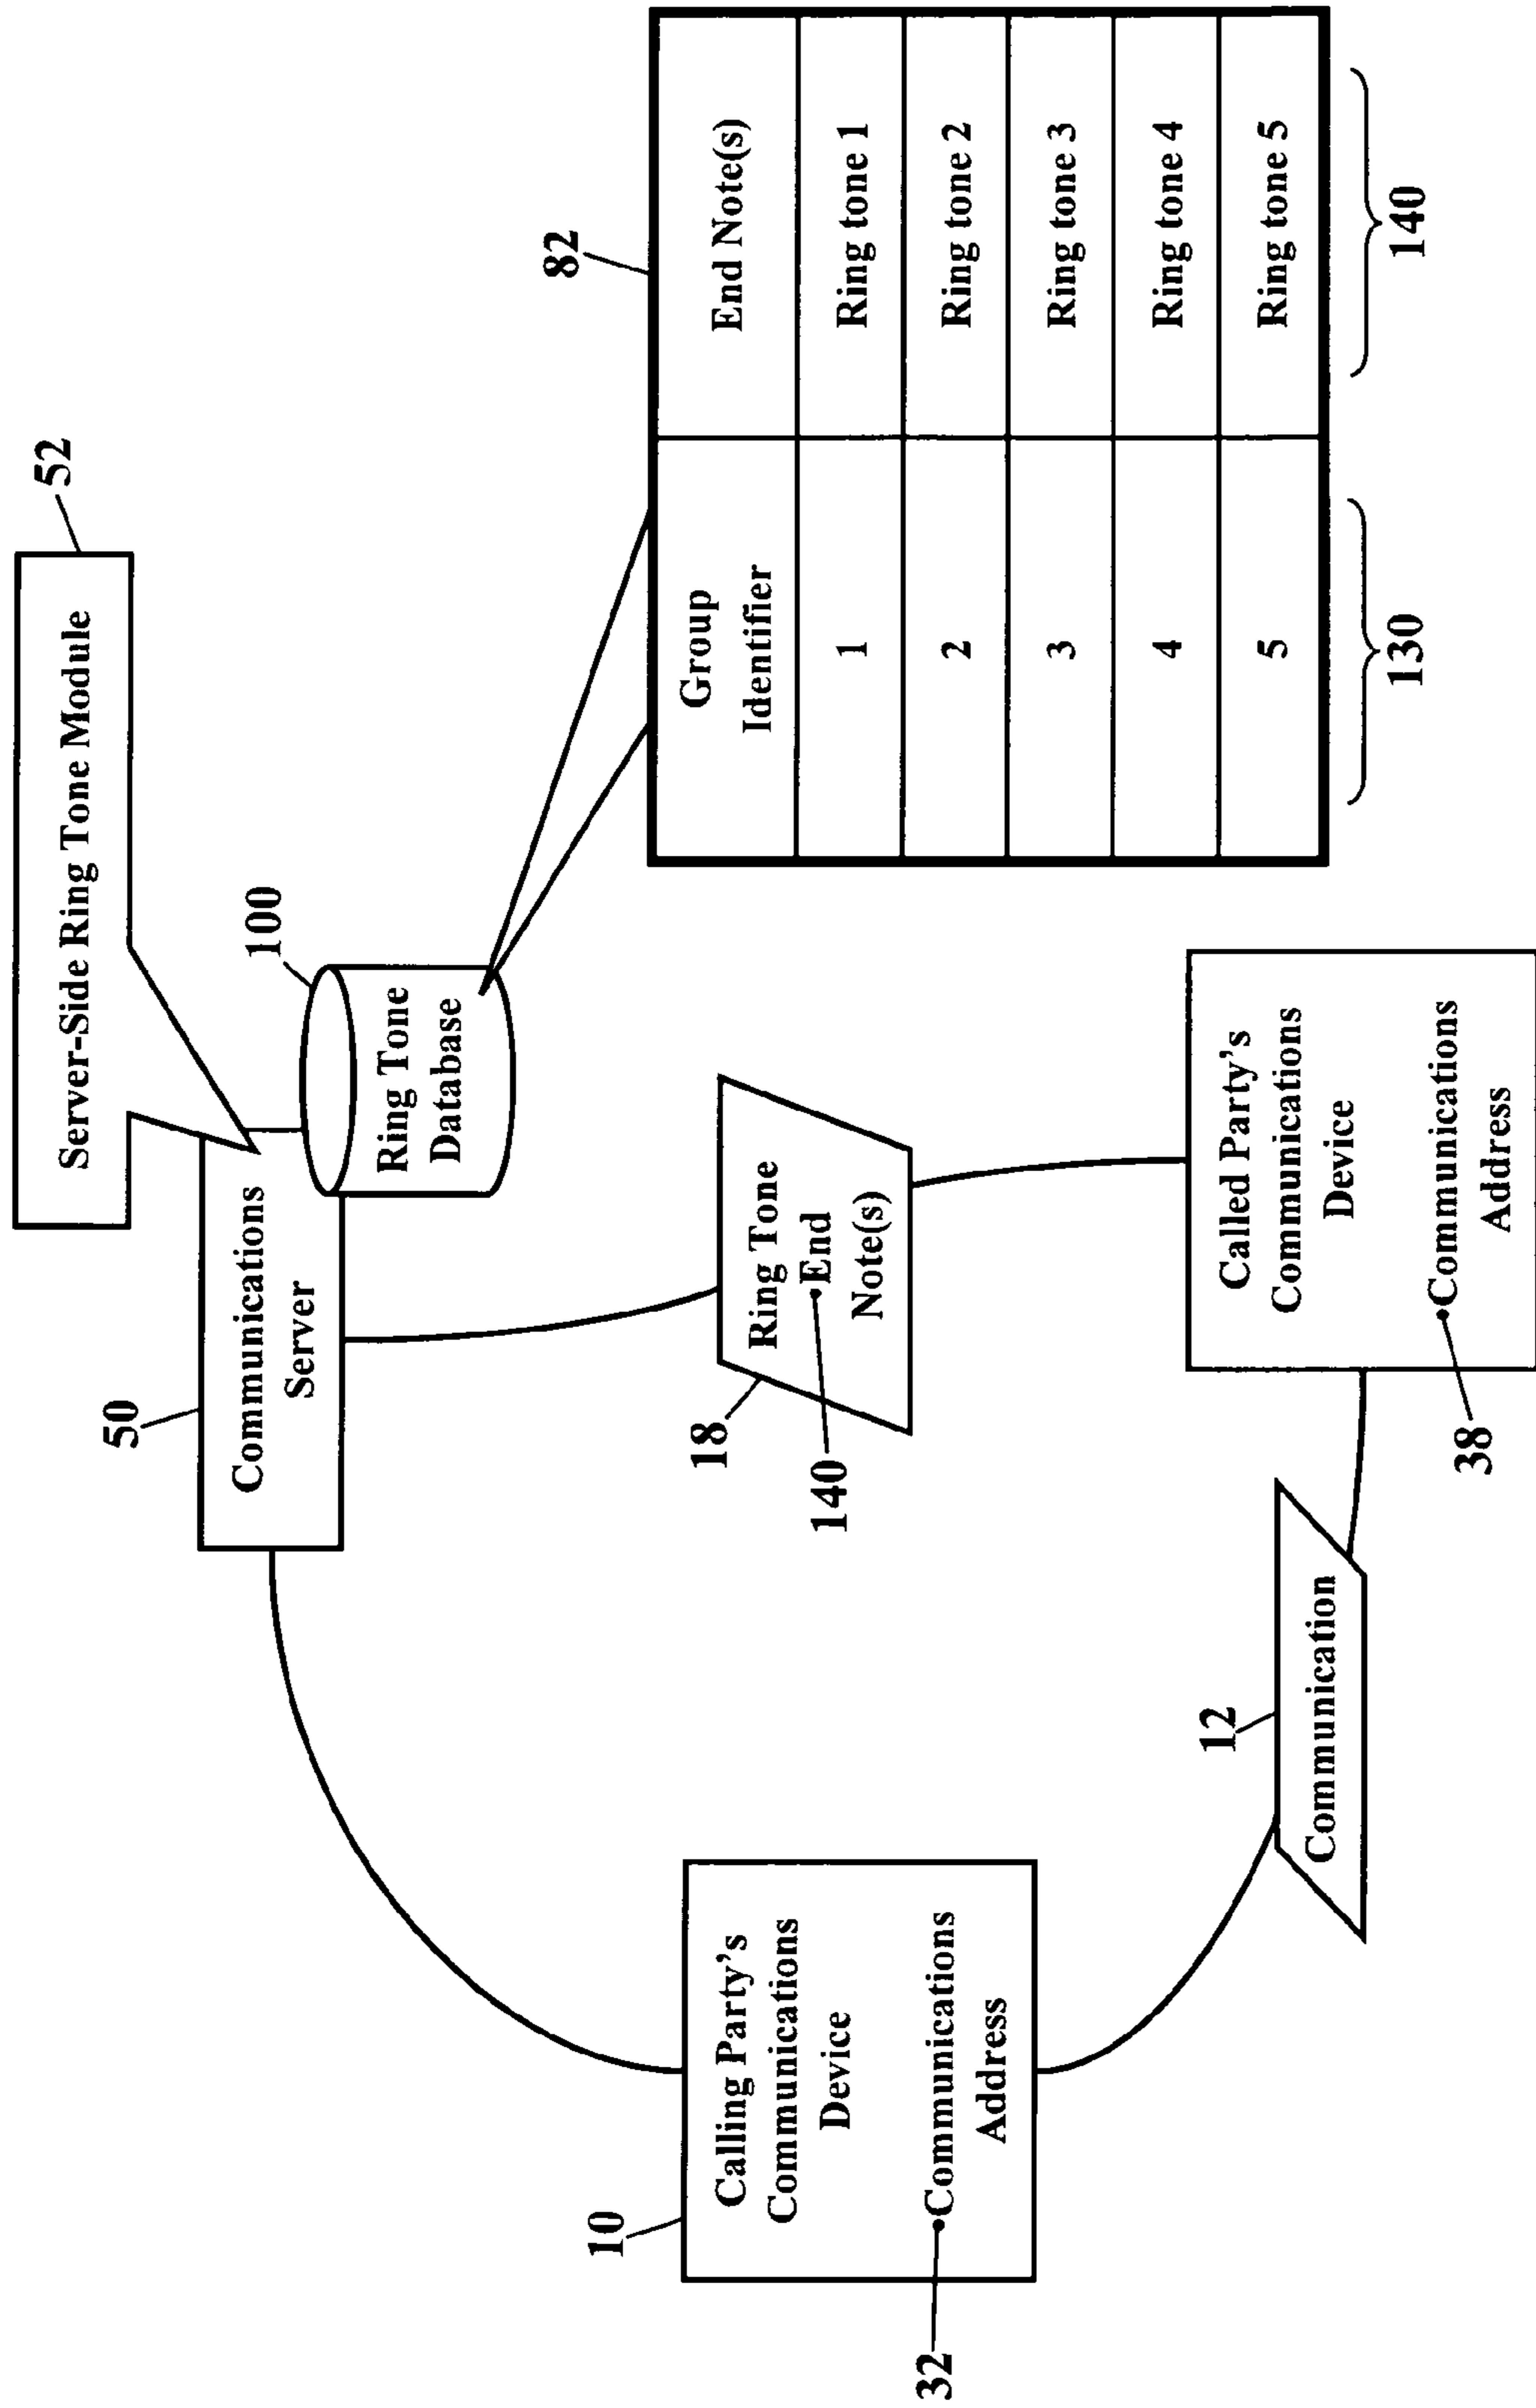 52
Server-Side Ring Tone Module
50
Communications
Server
100
Ring Tone
Database
82
Group
Identifier
End Note(s)
1
Ring tone 1
2
Ring tone 2
3
Ring tone 3
4
Ring tone 4
5
Ring tone 5
130
140
18
Ring Tone
•End
Note(s)
140
10
Calling Party's
Communications
Device
•Communications
Address
32
12
Communication
Called Party's
Communications
Device
•Communications
Address
38